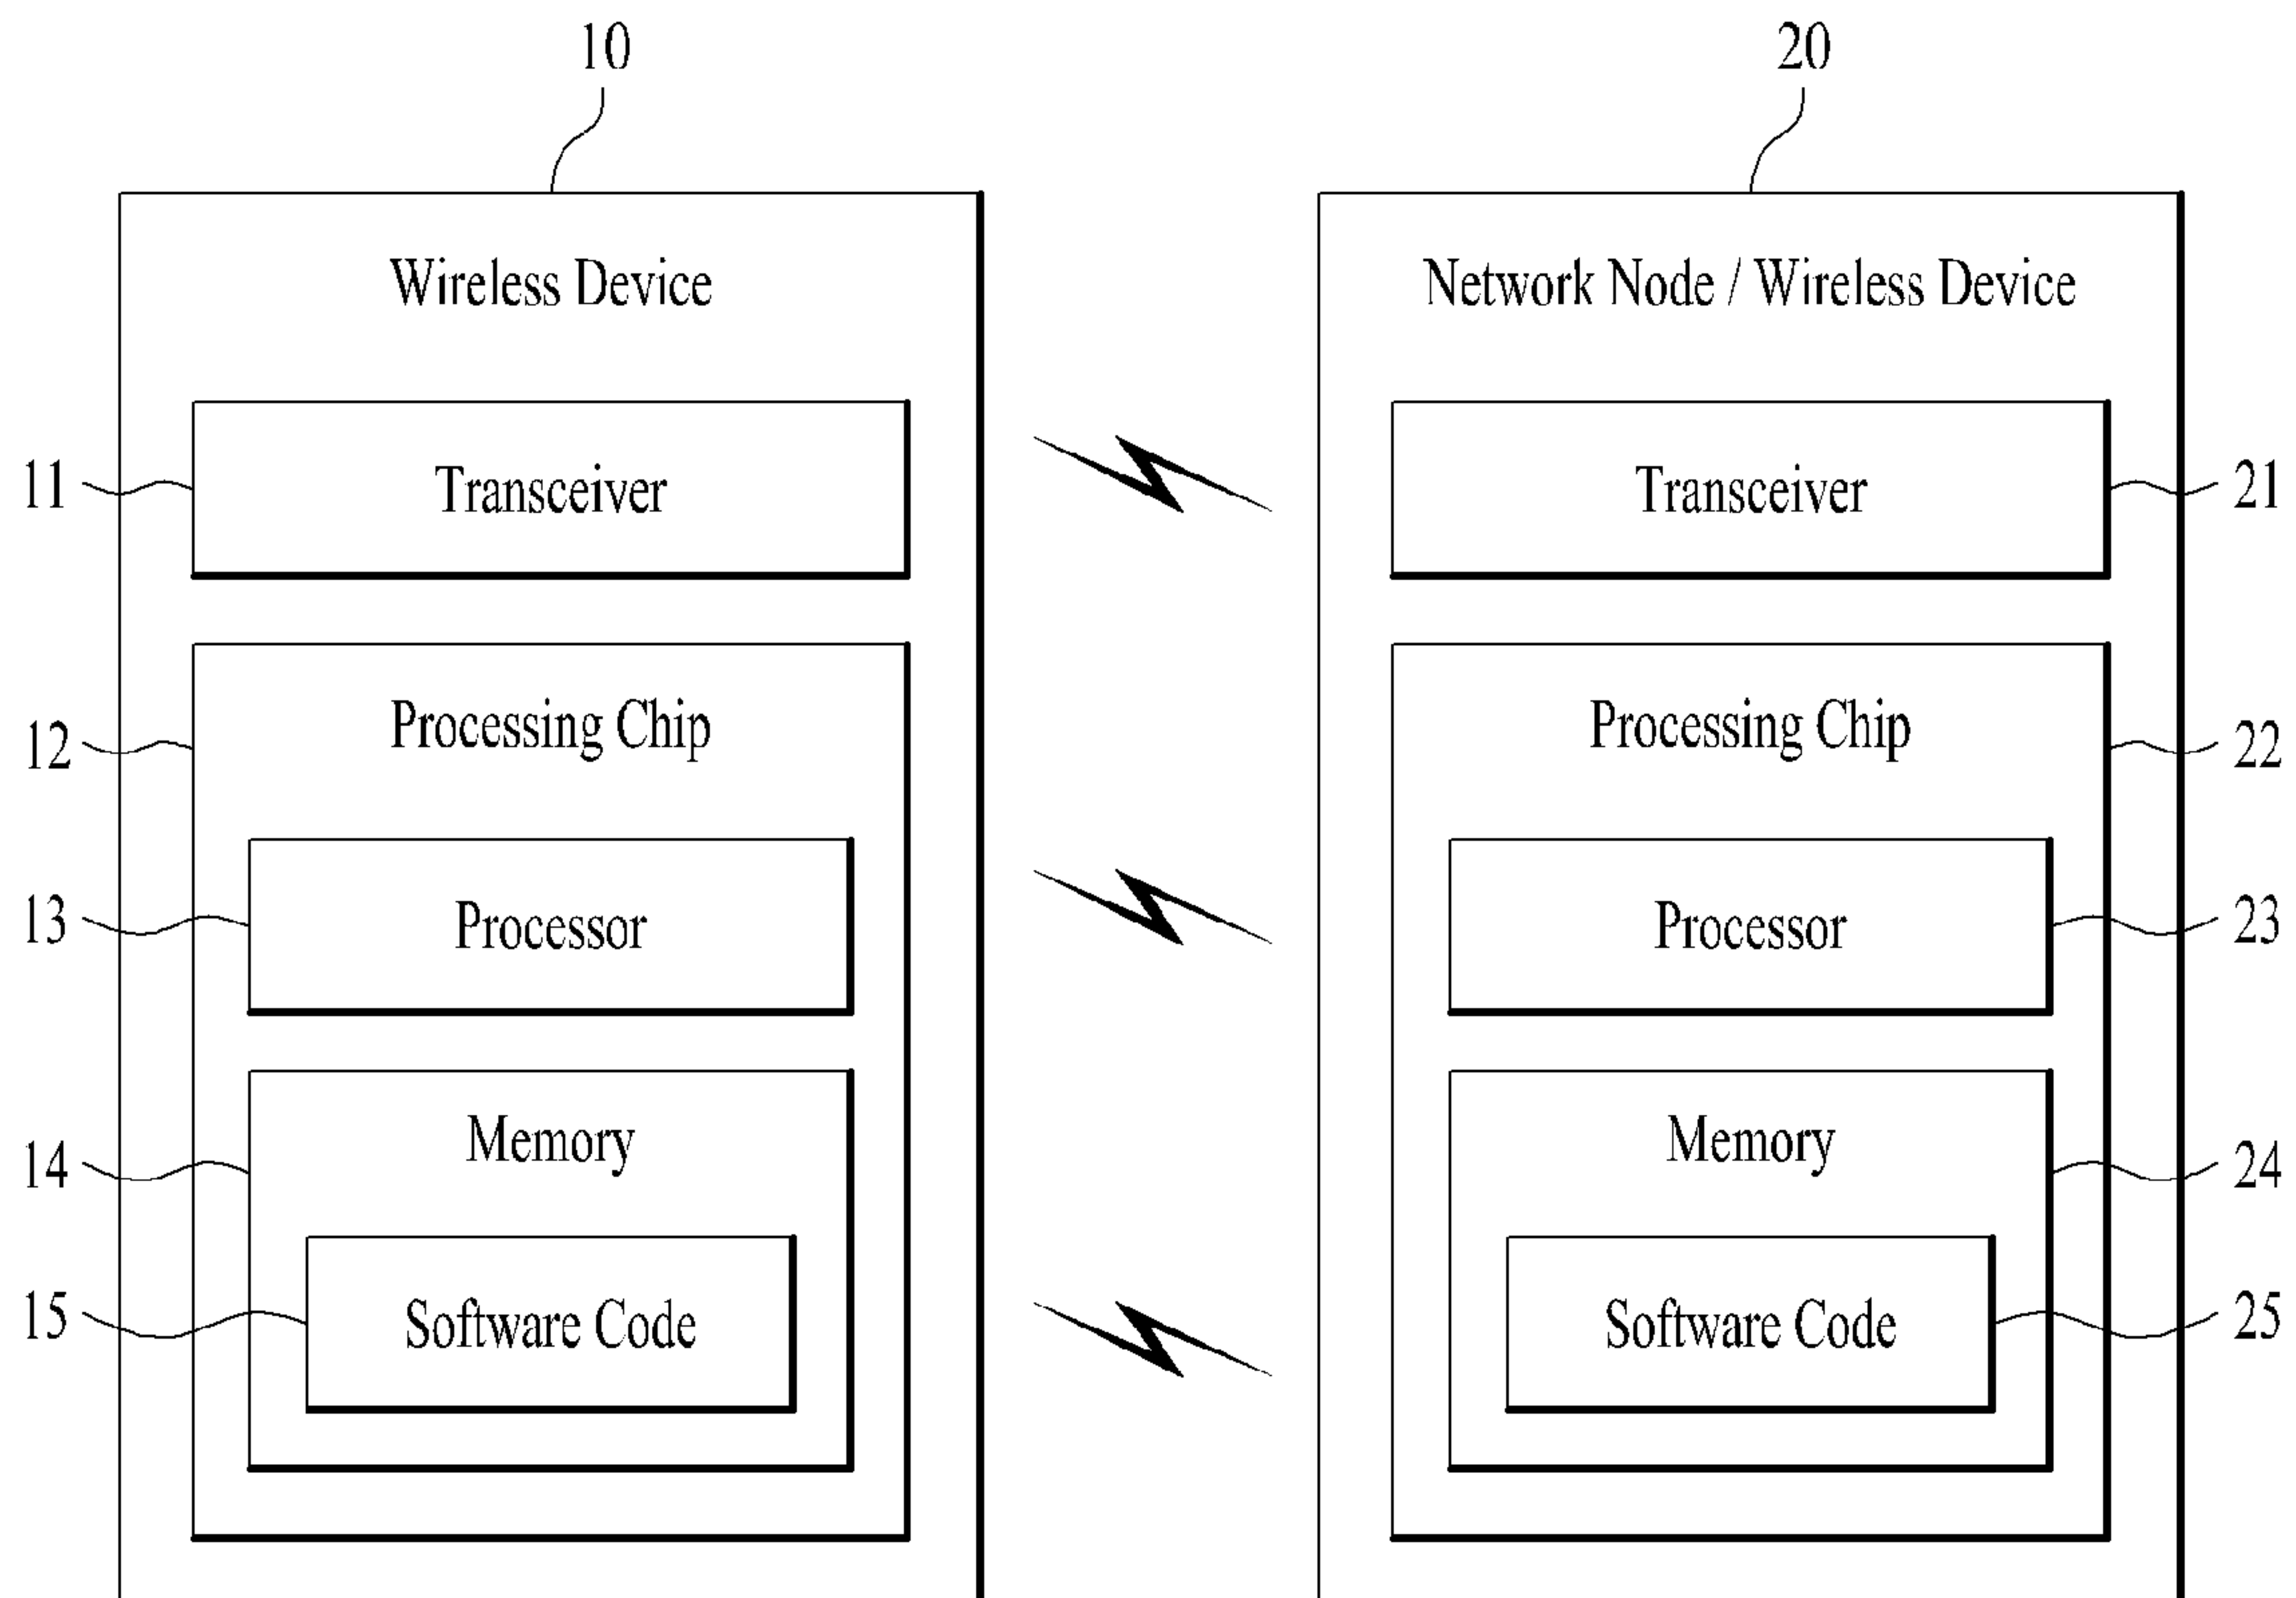 10
20
Wireless Device
Network Node / Wireless Device
11
Transceiver
Transceiver
21
12
Processing Chip
Processing Chip
22
13
Processor
Processor
23
14
Memory
Memory
24
15
Software Code
Software Code
25